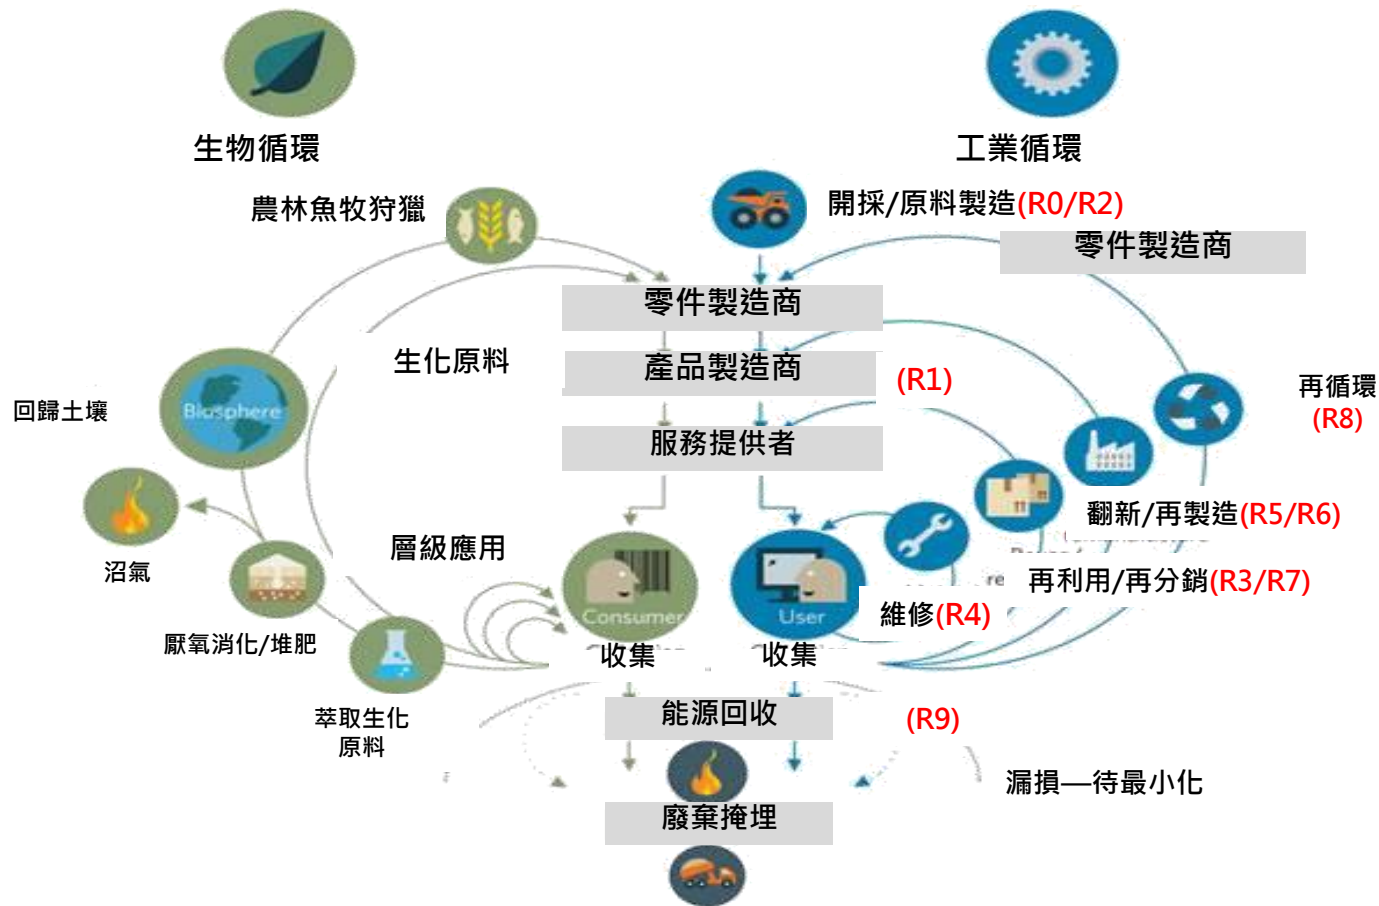 生物循環
工業循環
農林魚牧狩獵
開採/原料製造(R0/R2)
零件製造商
零件製造商
生化原料
產品製造商
(R1)
回歸土壤
Biosphere
再循環
(R8)
服務提供者
翻新/再製造(R5/R6)
沼氣
層級應用
再利用/再分銷(R3/R7)
維修(R4)
Consumer
User
厭氧消化/堆肥
收集
收集
萃取生化
原料
能源回收
(R9)
漏損—待最小化
廢棄掩埋